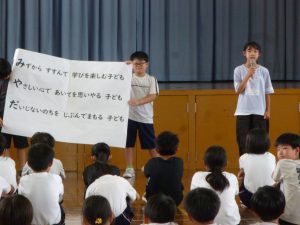 みずから すすんで 学びを楽しむ子ども
やさしい心で あいてを思いやる 子ども
だいじないのちを じぶんでまもる 子ども